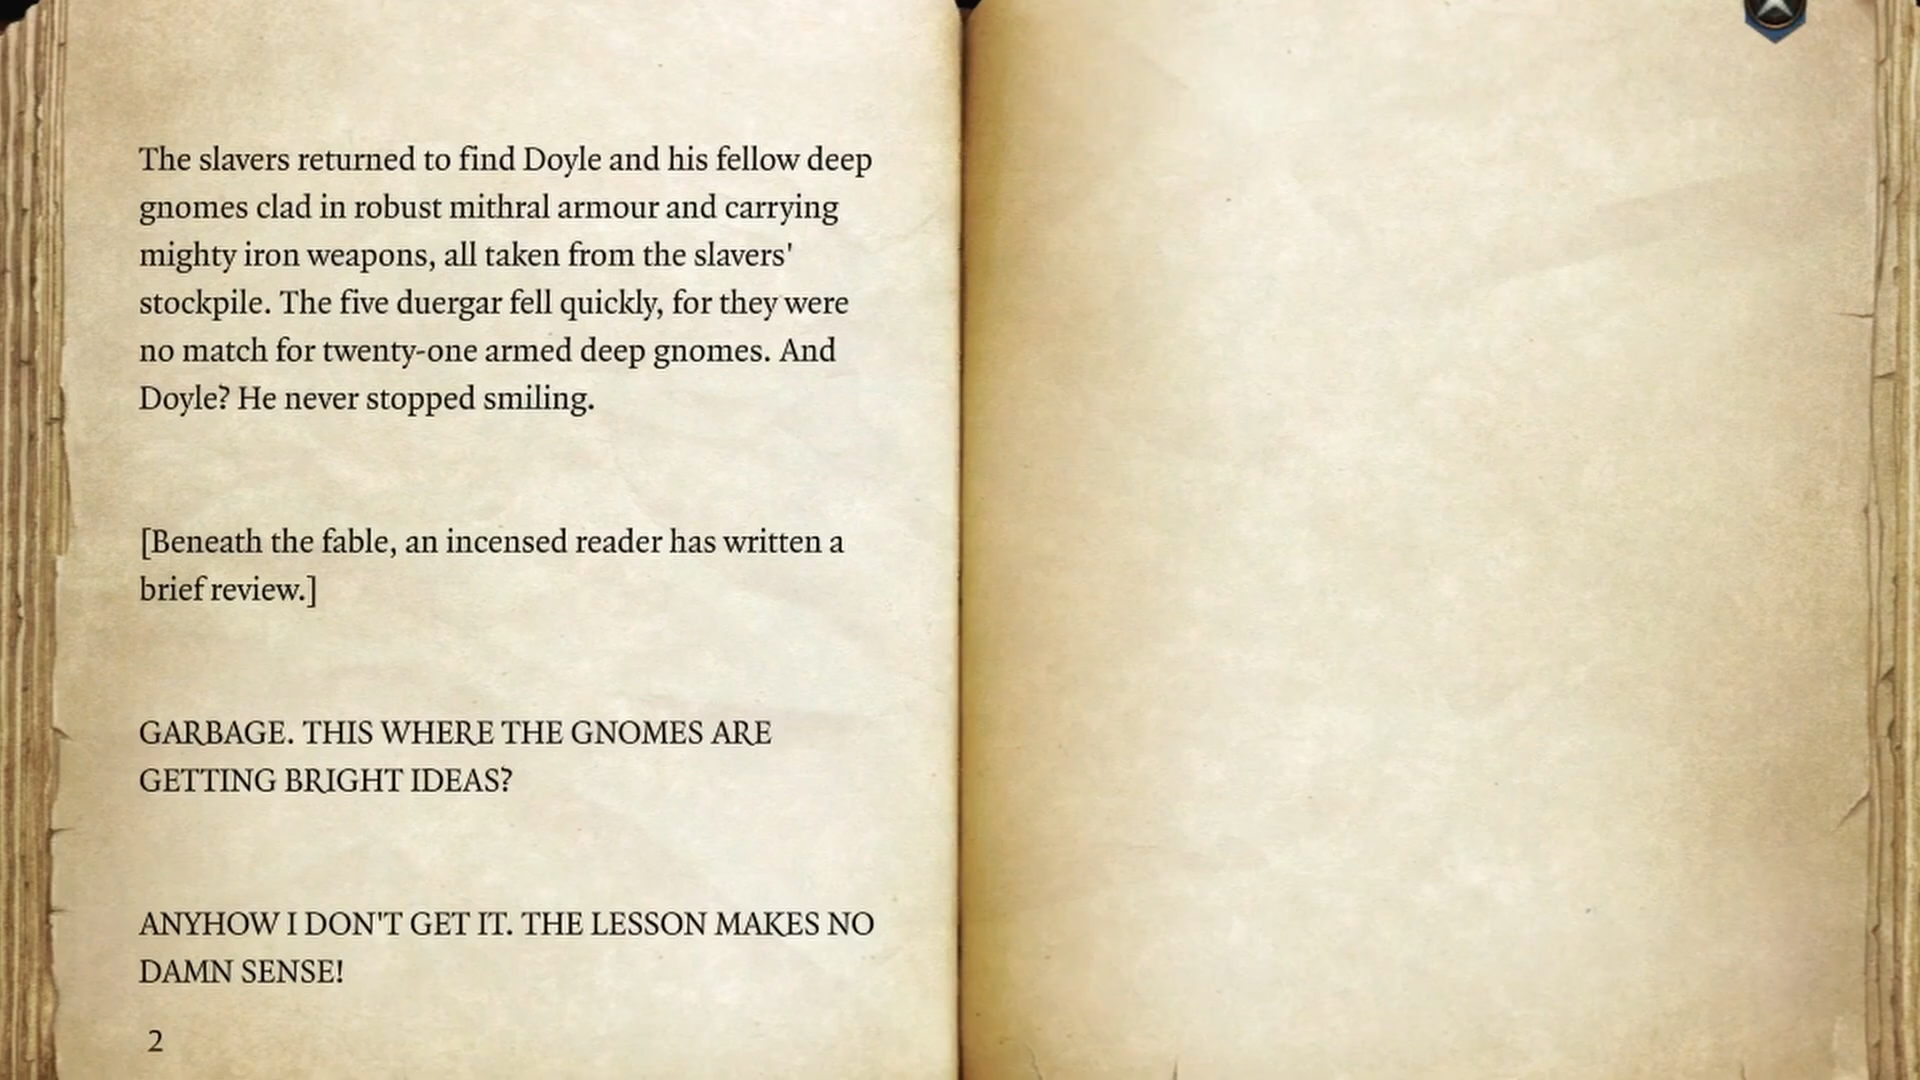 The slavers returned to find Doyle and his fellow deep
gnomes clad in robust mithral armour and carrying
mighty iron weapons, all taken from the slavers'
stockpile. The five duergar fell quickly, for they were
no match for twenty-one armed deep gnomes. And
Doyle? He never stopped smiling.
[Beneath the fable, an incensed reader has written a
brief review.]
GARBAGE. THIS WHERE THE GNOMES ARE
GETTING BRIGHT IDEAS?
ANYHOW I DON'T GET IT. THE LESSON MAKES NO
DAMN SENSE!
2